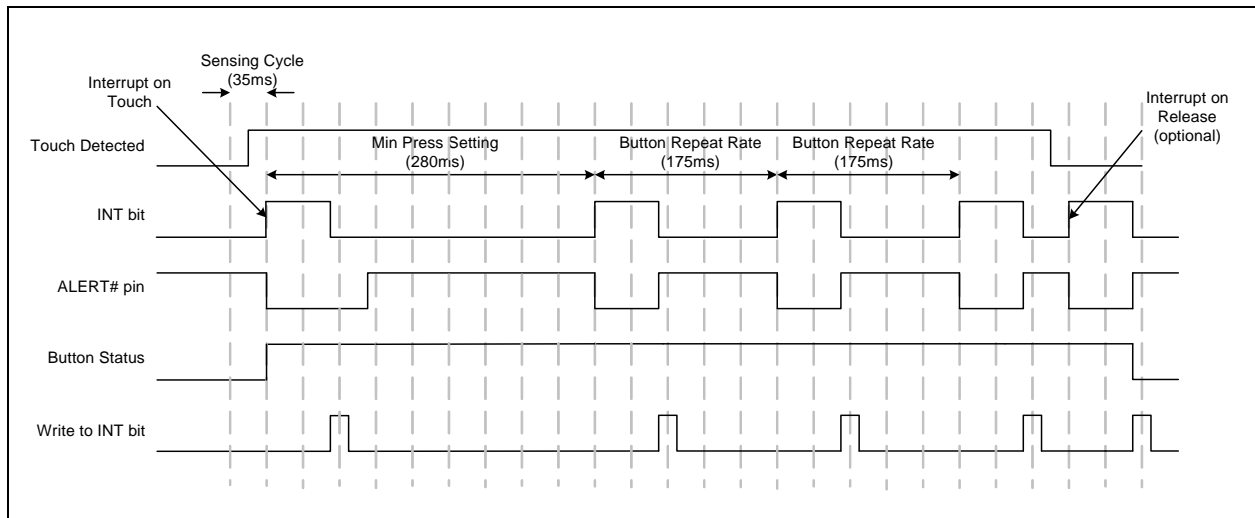 Sensing Cycle
(35ms)
Interrupt on
Touch
Interrupt on
Release
(optional)
Touch Detected
Min Press Setting
(280ms)
Button Repeat Rate
(175ms)
Button Repeat Rate
(175ms)
INT bit
ALERT# pin
Button Status
Write to INT bit